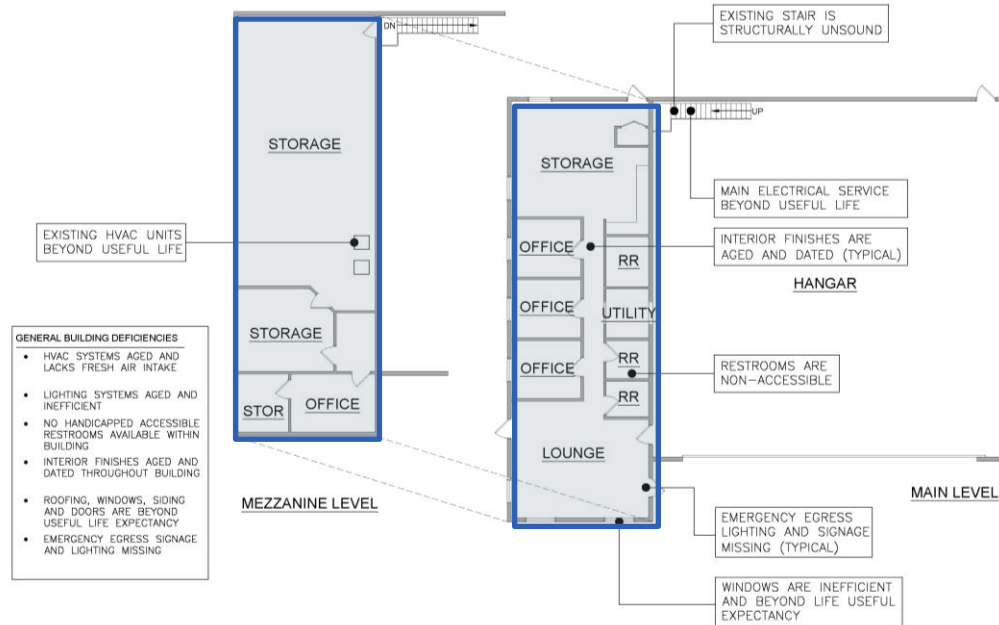 DN
EXISTING STAIR IS
STRUCTURALLY UNSOUND
UP
STORAGE
STORAGE
MAIN ELECTRICAL SERVICE
BEYOND USEFUL LIFE
EXISTING HVAC UNITS
BEYOND USEFUL LIFE
OFFICE
RR
INTERIOR FINISHES ARE
AGED AND DATED (TYPICAL)
HANGAR
OFFICE
UTILITY
STORAGE
OFFICE
RR
RESTROOMS ARE
NON-ACCESSIBLE
RR
STOR
OFFICE
LOUNGE
GENERAL BUILDING DEFICIENCIES
• HVAC SYSTEMS AGED AND
LACKS FRESH AIR INTAKE
• LIGHTING SYSTEMS AGED AND
INEFFICIENT
• NO HANDICAPPED ACCESSIBLE
RESTROOMS AVAILABLE WITHIN
BUILDING
• INTERIOR FINISHES AGED AND
DATED THROUGHOUT BUILDING
• ROOFING, WINDOWS, SIDING
AND DOORS ARE BEYOND
USEFUL LIFE EXPECTANCY
• EMERGENCY EGRESS SIGNAGE
AND LIGHTING MISSING
MEZZANINE LEVEL
MAIN LEVEL
EMERGENCY EGRESS
LIGHTING AND SIGNAGE
MISSING (TYPICAL)
WINDOWS ARE INEFFICIENT
AND BEYOND LIFE USEFUL
EXPECTANCY